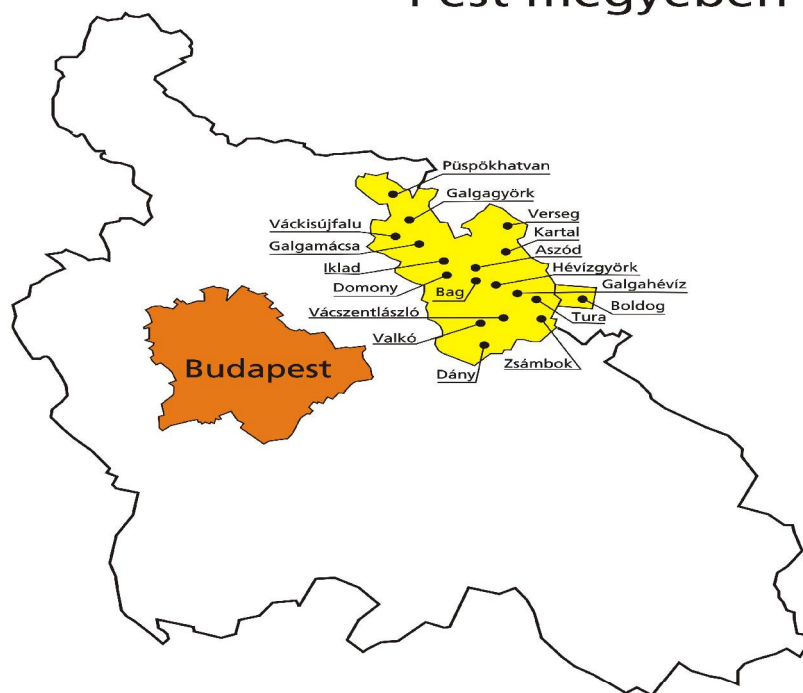 Pest megyében
Püspökhatvan
Galgagyörk
Verseg
Váckisújfalu
Kartal
Galgamácsa
Aszód
Iklad
Hévízgyörk
Domony
Bag
Galgahévíz
Boldog
Vácszentlászló
Tura
Valkó
Zsámbok
Budapest
Dány